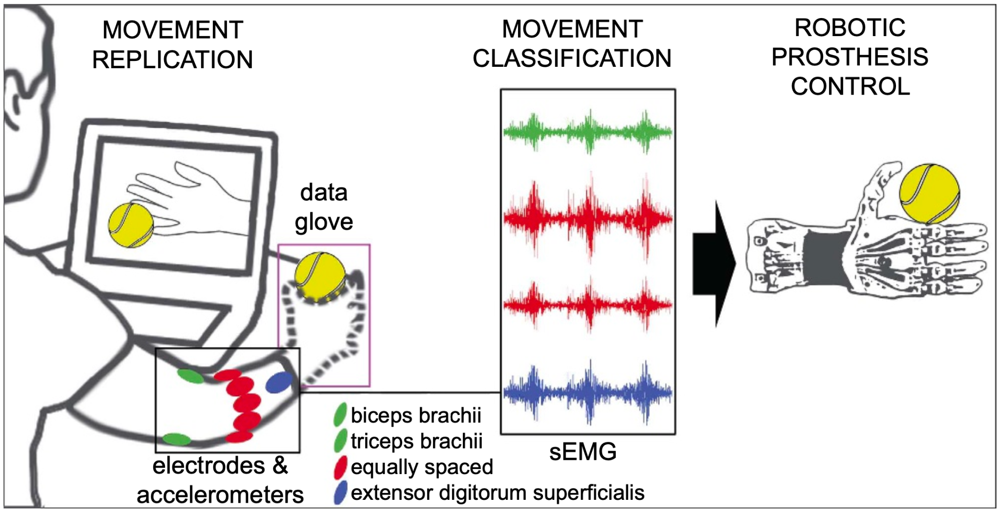 MOVEMENT
REPLICATION
MOVEMENT
CLASSIFICATION
ROBOTIC
PROSTHESIS
CONTROL
data
glove
electrodes &
accelerometers
biceps brachii
triceps brachii
equally spaced
extensor digitorum superficialis
sEMG